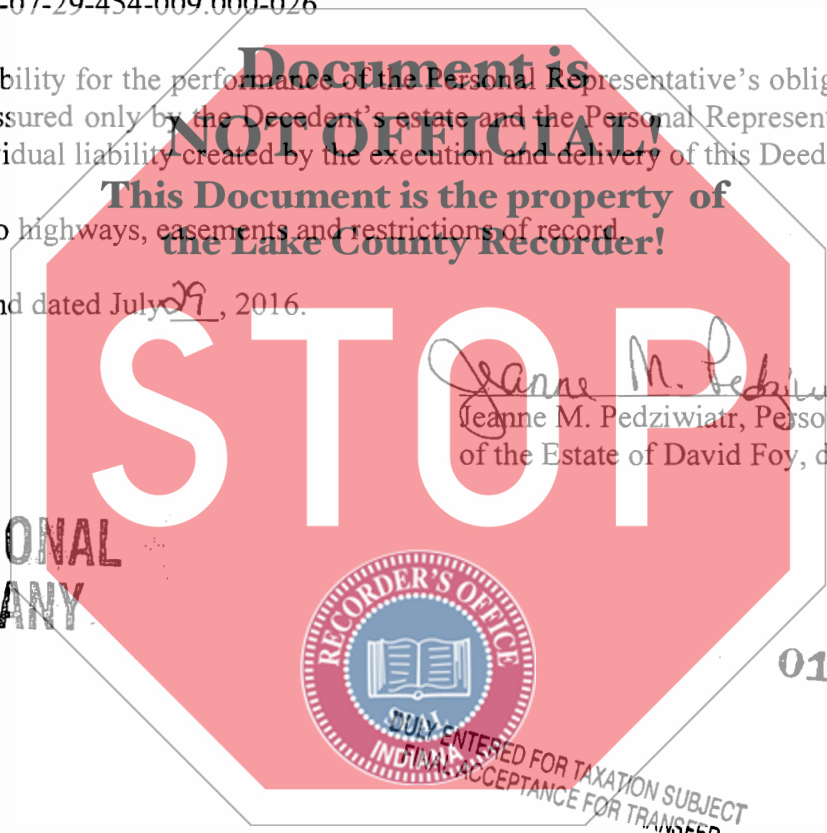 -07-29-454-009.000-026
Document is
bility for the performance of the Personal Representative's oblig
NOT OFFICIAL!
ssured only by the Decedent's estate and the Personal Represent
idual liability created by the execution and delivery of this Deed
This Document is the property of
o highways, easements and restrictions of record.
the Lake County Recorder!
nd dated July 29, 2016.
STOP
Jeanne M. Pedziwi
Jeanne M. Pedziwiatr, Perso
of the Estate of David Foy, d
ONAL
ANY
RECORDER'S OFFICE
SEAL
INDIANA
01
DULY ENTERED FOR TAXATION SUBJECT
FINAL ACCEPTANCE FOR TRANSFER